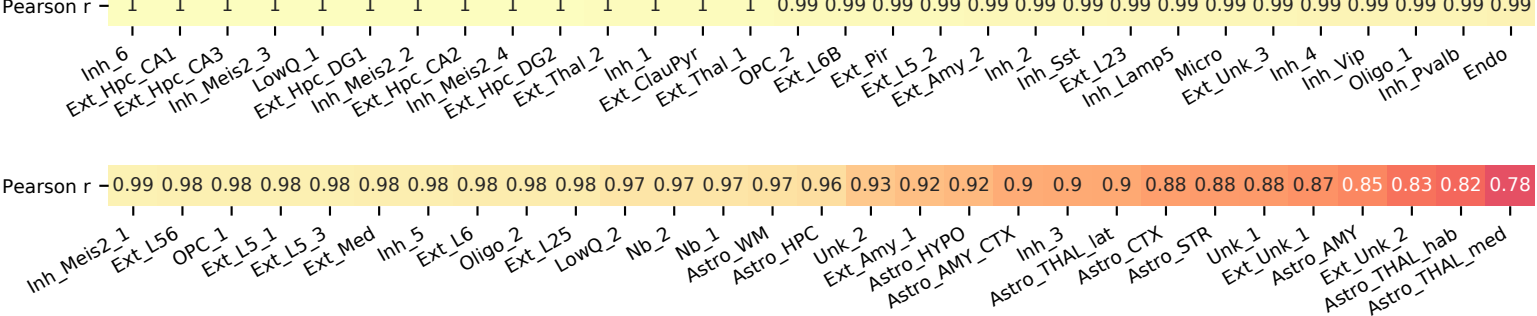 Pearson r 1 1 1 1 1 1 1 1 1 1 1 1 1 1 0.99 0.99 0.99 0.99 0.99 0.99 0.99 0.99 0.99 0.99 0.99 0.99 0.99 0.99 0.99 0.99
Inh_6
Ext_Hpc_CA1
Ext_Hpc_CA3
Inh_Meis2_3
LowQ_1
Ext_Hpc_DG1
Inh_Meis2_2
Ext_Hpc_CA2
Inh_Meis2_4
Ext_Hpc_DG2
Ext_Thal_2
Inh_1
Ext_ClauPyr
Ext_Thal_1
OPC_2
Ext_L6B
Ext_Pir
Ext_L5_2
Ext_Amy_2
Inh_2
Inh_Sst
Ext_L23
Inh_Lamp5
Micro
Ext_Unk_3
Inh_4
Inh_Vip
Oligo_1
Inh_Pvalb
Endo
Pearson r 0.99 0.98 0.98 0.98 0.98 0.98 0.98 0.98 0.98 0.98 0.97 0.97 0.97 0.97 0.96 0.93 0.92 0.92 0.9 0.9 0.9 0.88 0.88 0.88 0.87 0.85 0.83 0.82 0.78
Inh_Meis2_1
Ext_L56
OPC_1
Ext_L5_1
Ext_L5_3
Ext_Med
Inh_5
Ext_L6
Oligo_2
Ext_L25
LowQ_2
Nb_2
Nb_1
Astro_WM
Astro_HPC
Unk_2
Ext_Amy_1
Astro_HYPO
Astro_AMY_CTX
Inh_3
Astro_THAL_lat
Astro_CTX
Astro_STR
Unk_1
Ext_Unk_1
Astro_AMY
Ext_Unk_2
Astro_THAL_hab
Astro_THAL_med